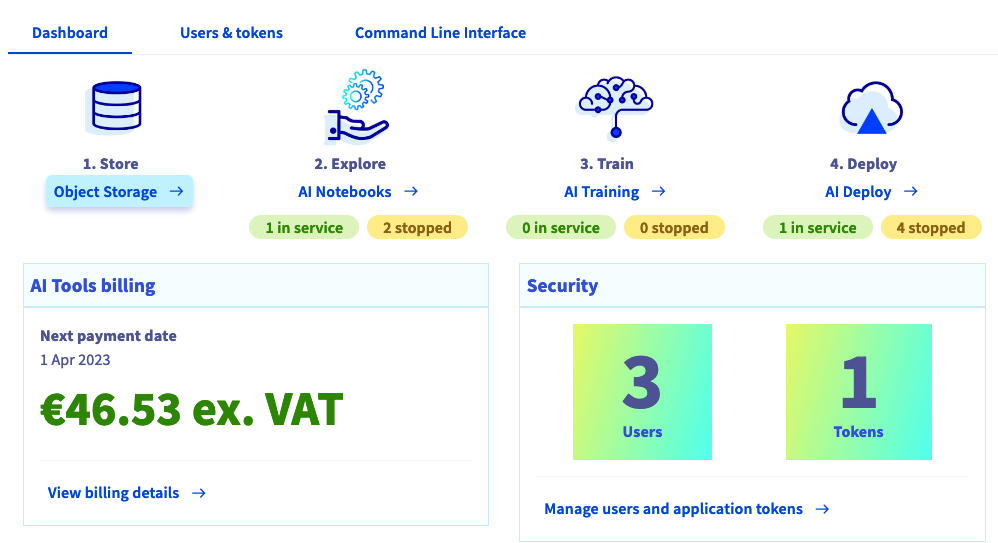 Dashboard Users & tokens Command Line Interface
1. Store 2. Explore 3. Train 4. Deploy
Object Storage → AI Notebooks → AI Training → AI Deploy →
1 in service 2 stopped 0 in service 0 stopped 1 in service 4 stopped
AI Tools billing
Next payment date
1 Apr 2023
€46.53 ex. VAT
View billing details →
Security
3 1
Users Tokens
Manage users and application tokens →